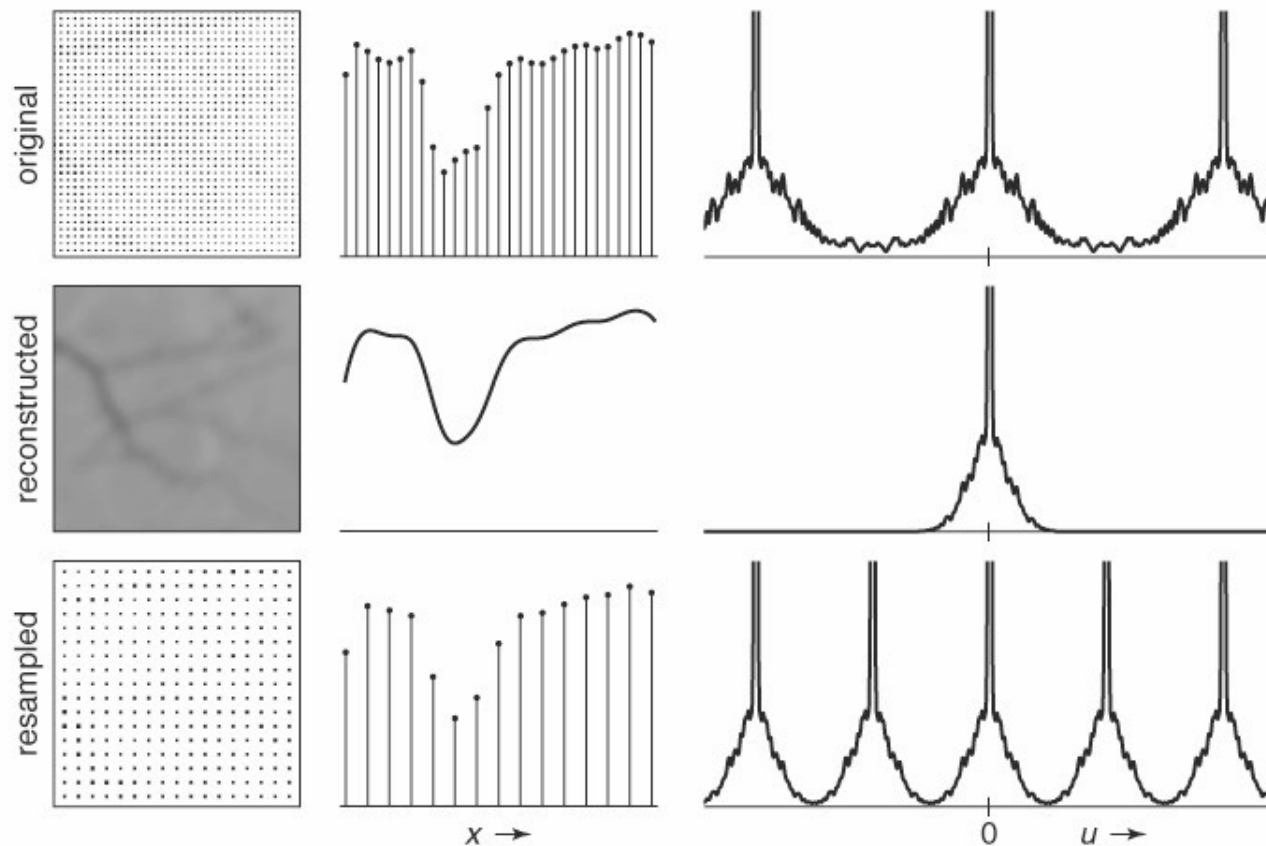 original
reconstructed
resampled
x →
0
u →